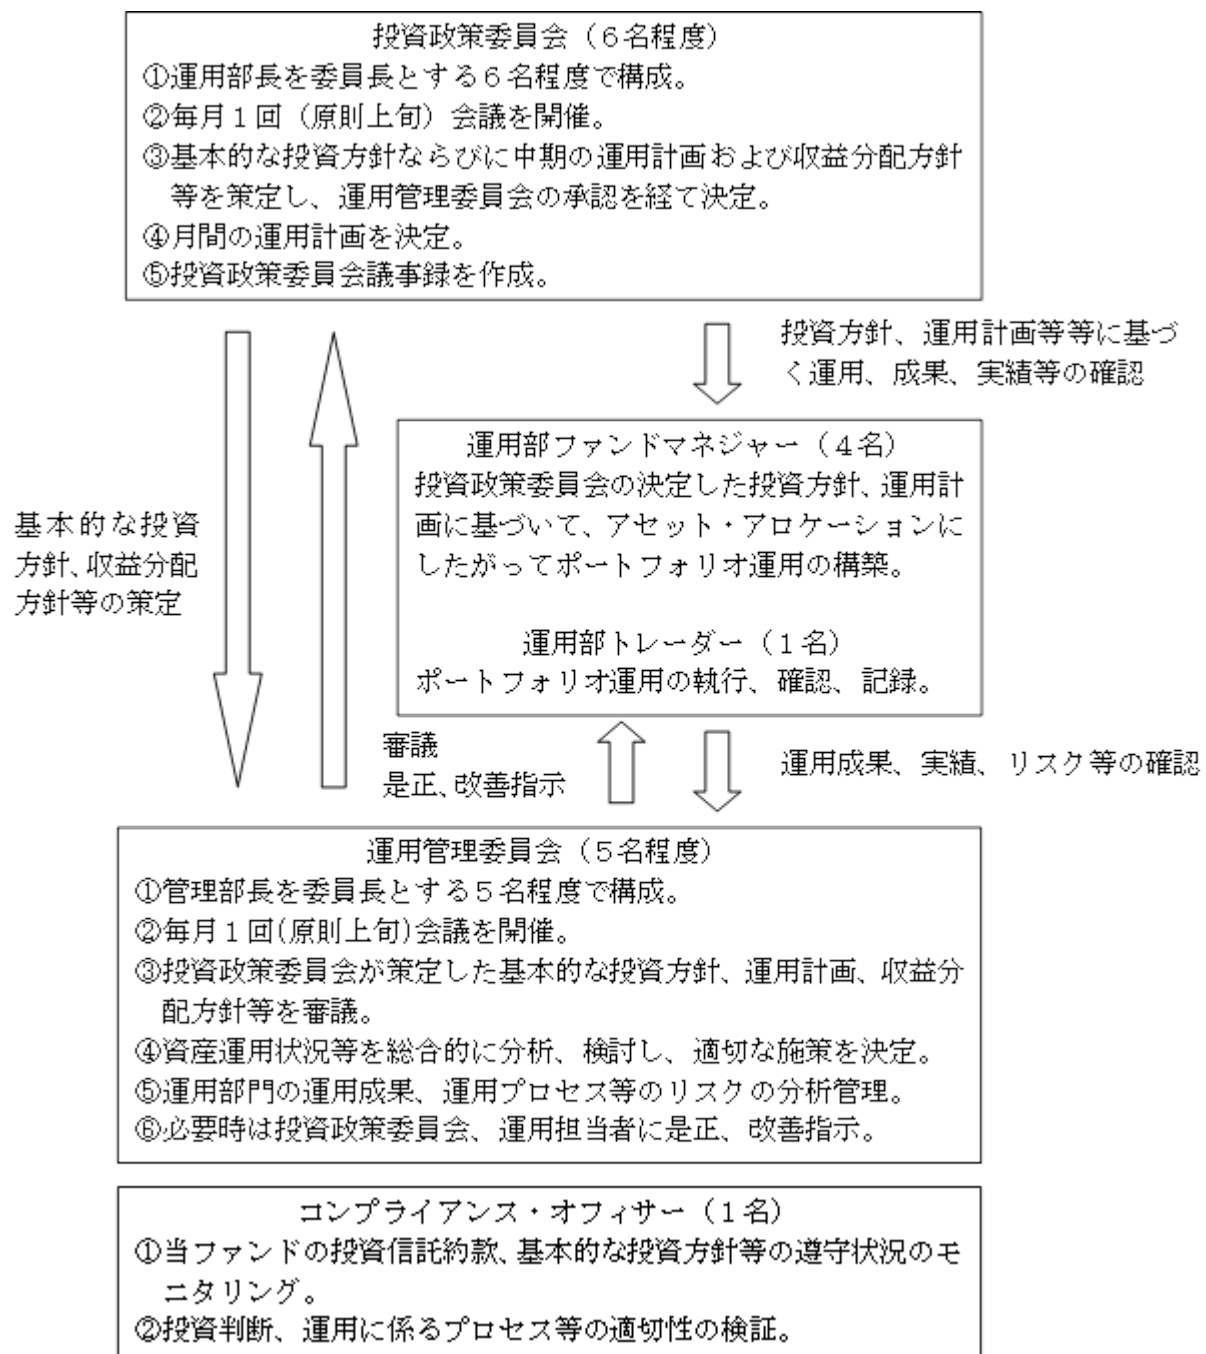 投資政策委員会（６名程度）
①運用部長を委員長とする６名程度で構成。
②毎月１回（原則上旬）会議を開催。
③基本的な投資方針ならびに中期の運用計画および収益分配方針
等を策定し、運用管理委員会の承認を経て決定。
④月間の運用計画を決定。
⑤投資政策委員会議事録を作成。
投資方針、運用計画等等に基づ
く運用、成果、実績等の確認
運用部ファンドマネジャー（４名）
投資政策委員会の決定した投資方針、運用計
画に基づいて、アセット・アロケーションに
したがってポートフォリオ運用の構築。
運用部トレーダー（１名）
ポートフォリオ運用の執行、確認、記録。
基本的な投資
方針、収益分配
方針等の策定
審議
是正、改善指示
運用成果、実績、リスク等の確認
運用管理委員会（５名程度）
①管理部長を委員長とする５名程度で構成。
②毎月１回(原則上旬)会議を開催。
③投資政策委員会が策定した基本的な投資方針、運用計画、収益分
配方針等を審議。
④資産運用状況等を総合的に分析、検討し、適切な施策を決定。
⑤運用部門の運用成果、運用プロセス等のリスクの分析管理。
⑥必要時は投資政策委員会、運用担当者に是正、改善指示。
コンプライアンス・オフィサー（１名）
①当ファンドの投資信託約款、基本的な投資方針等の遵守状況のモ
ニタリング。
②投資判断、運用に係るプロセス等の適切性の検証。